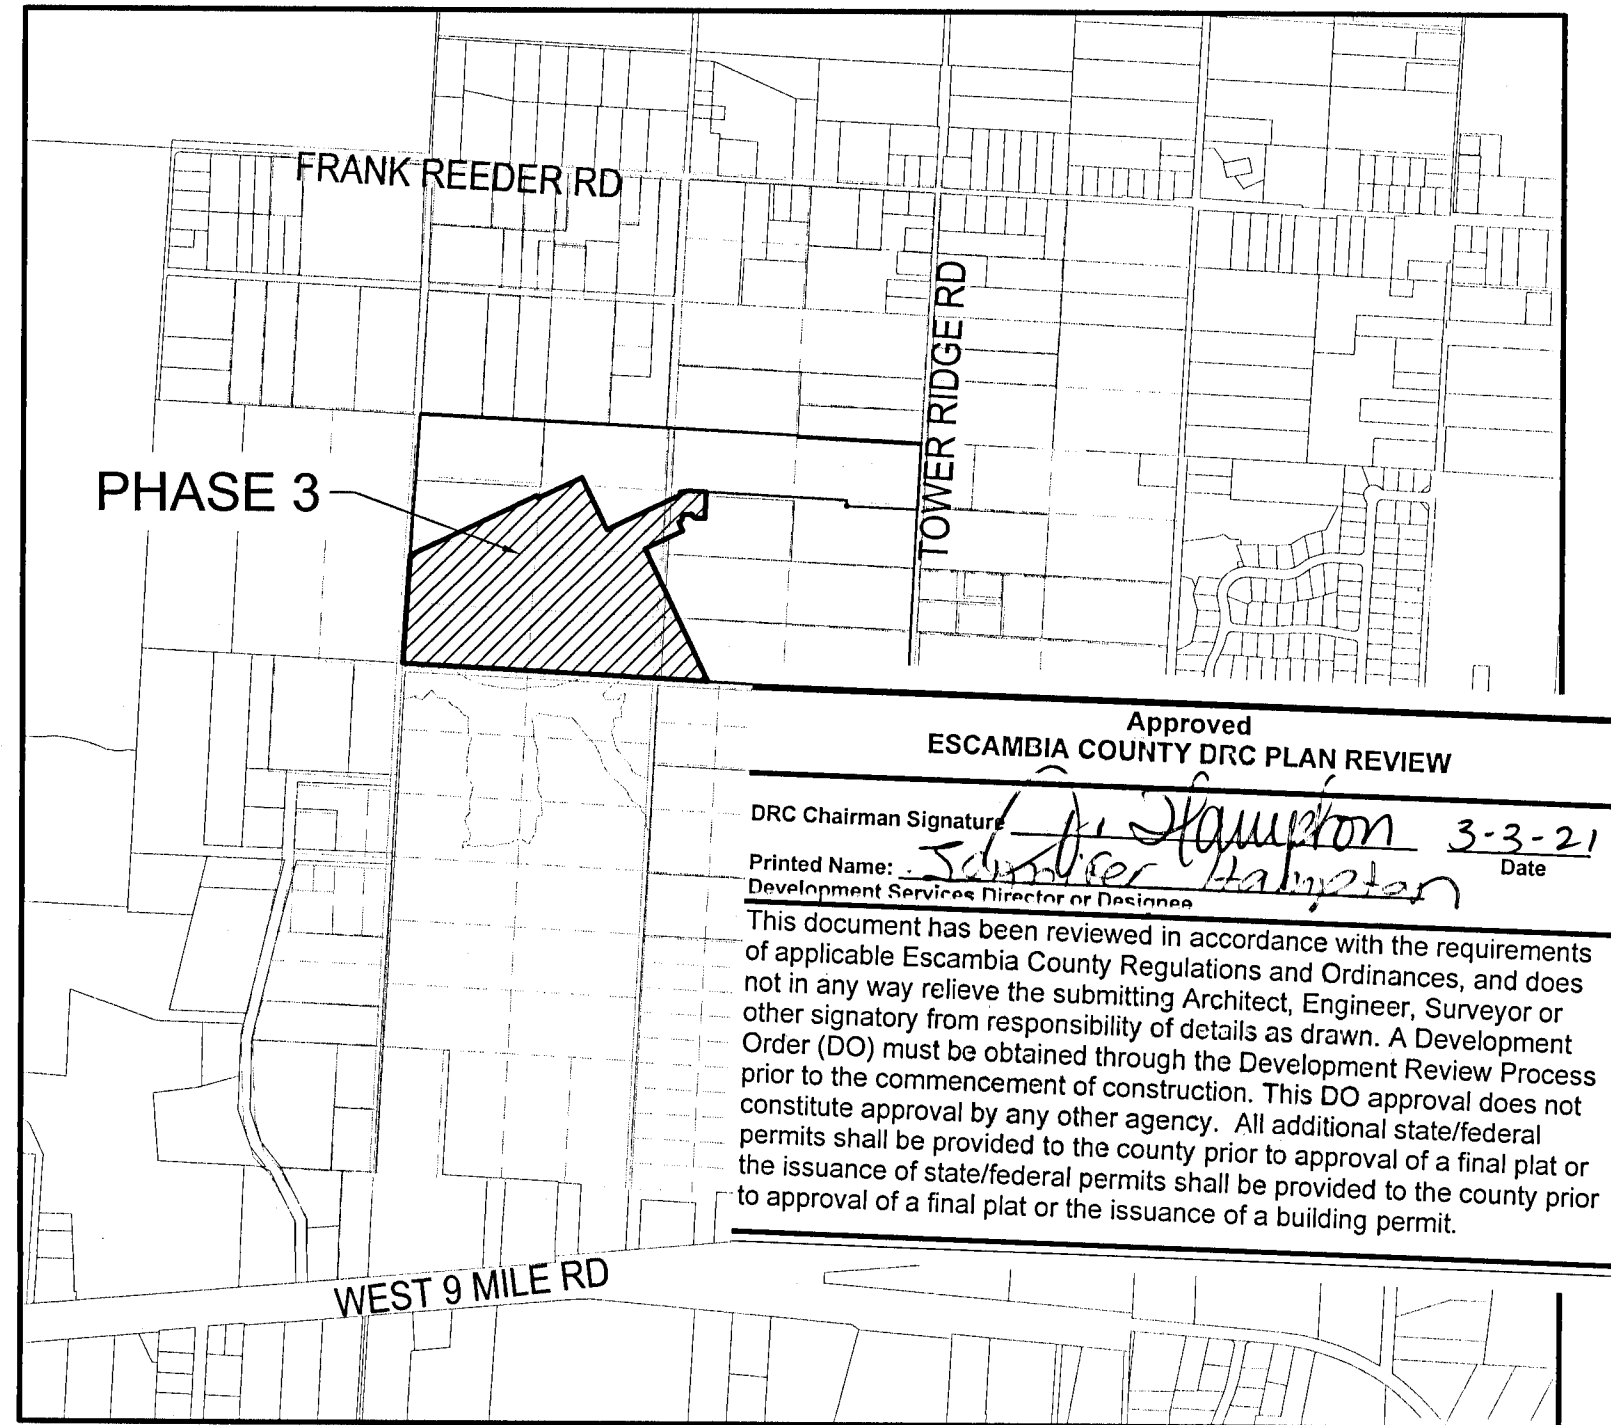 FRANK REEDER RD
TOWER RIDGE RD
PHASE 3
Approved
ESCAMBIA COUNTY DRC PLAN REVIEW
DRC Chairman Signature J. Hampton 3-3-21
Date
Printed Name: Hampton
Development Services Director or Designee
This document has been reviewed in accordance with the requirements
of applicable Escambia County Regulations and Ordinances, and does
not in any way relieve the submitting Architect, Engineer, Surveyor or
other signatory from responsibility of details as drawn. A Development
Order (DO) must be obtained through the Development Review Process
prior to the commencement of construction. This DO approval does not
constitute approval by any other agency. All additional state/federal
permits shall be provided to the county prior to approval of a final plat or
the issuance of state/federal permits shall be provided to the county prior
to approval of a final plat or the issuance of a building permit.
WEST 9 MILE RD